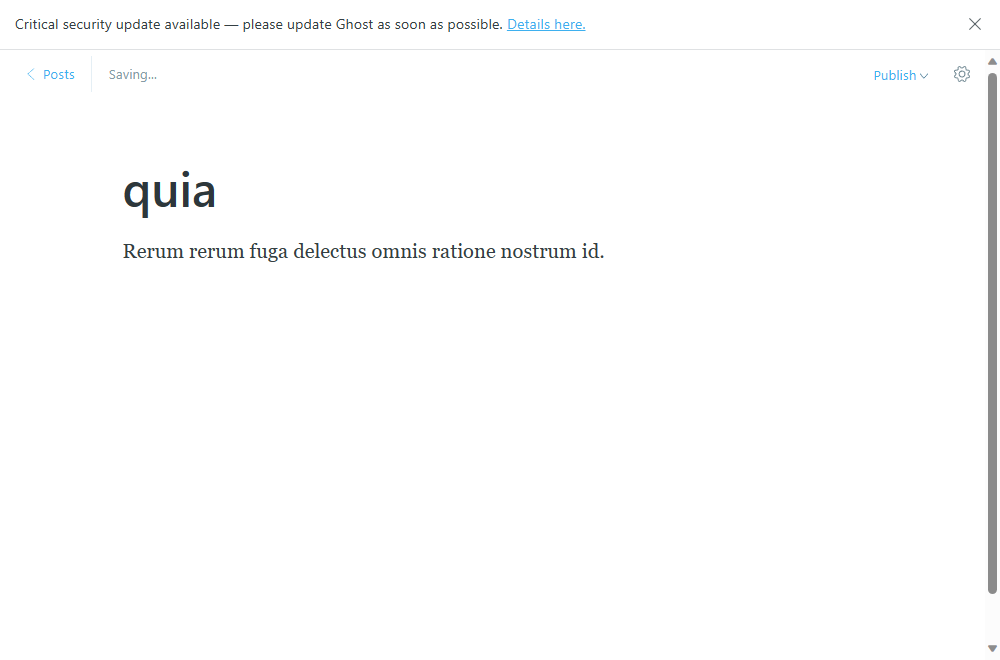 Critical security update available — please update Ghost as soon as possible. Details here.
Posts
Saving...
Publish
quia
Rerum rerum fuga delectus omnis ratione nostrum id.